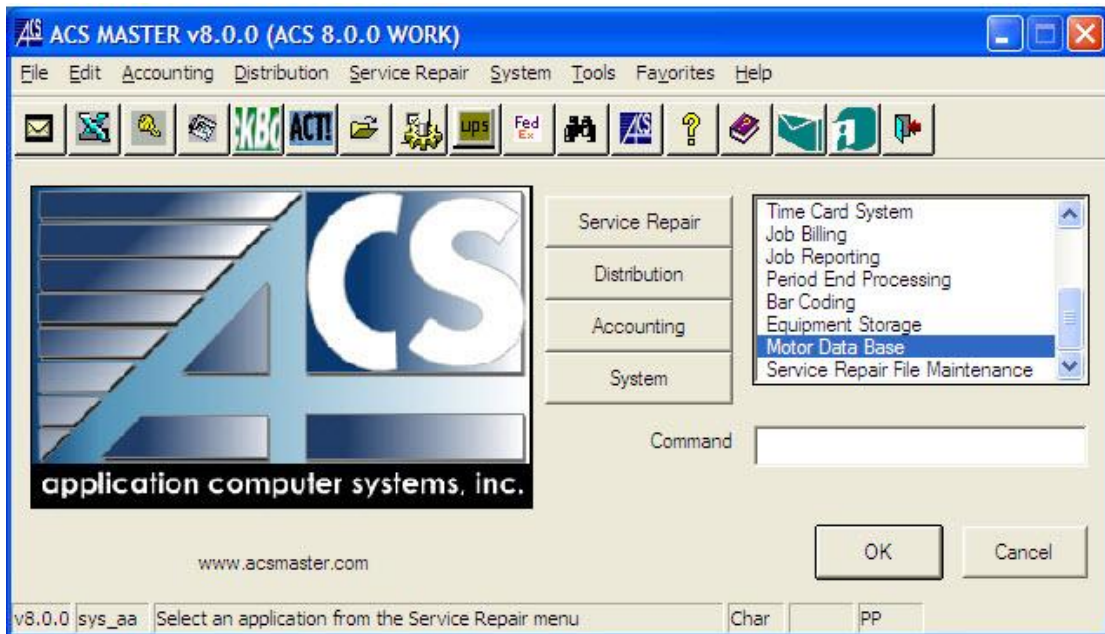 ACS ACS MASTER v8.0.0 (ACS 8.0.0 WORK)
File Edit Accounting Distribution Service Repair System Tools Favorites Help
KBC ACT! ups Fed Ex ACS ?
ACS
application computer systems, inc.
www.acsmaster.com
Service Repair
Distribution
Accounting
System
Time Card System
Job Billing
Job Reporting
Period End Processing
Bar Coding
Equipment Storage
Motor Data Base
Service Repair File Maintenance
Command
OK Cancel
v8.0.0 sys_aa Select an application from the Service Repair menu Char PP